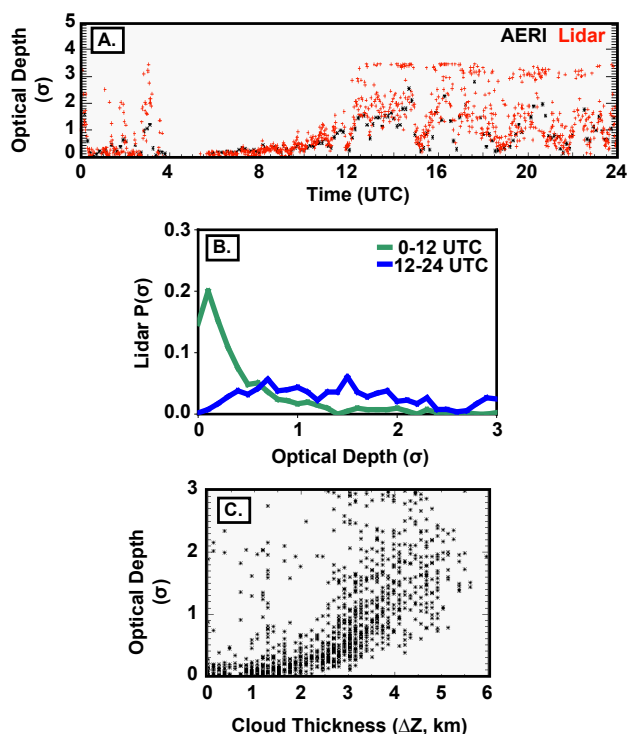 A.
AERI Lidar
Optical Depth
(σ)
5
4
3
2
1
0
0 4 8 12 16 20 24
Time (UTC)
B.
0-12 UTC
12-24 UTC
Lidar P(σ)
0.3
0.2
0.1
0.0
0 1 2 3
Optical Depth (σ)
C.
Optical Depth
(σ)
3
2
1
0
0 1 2 3 4 5 6
Cloud Thickness (ΔZ, km)